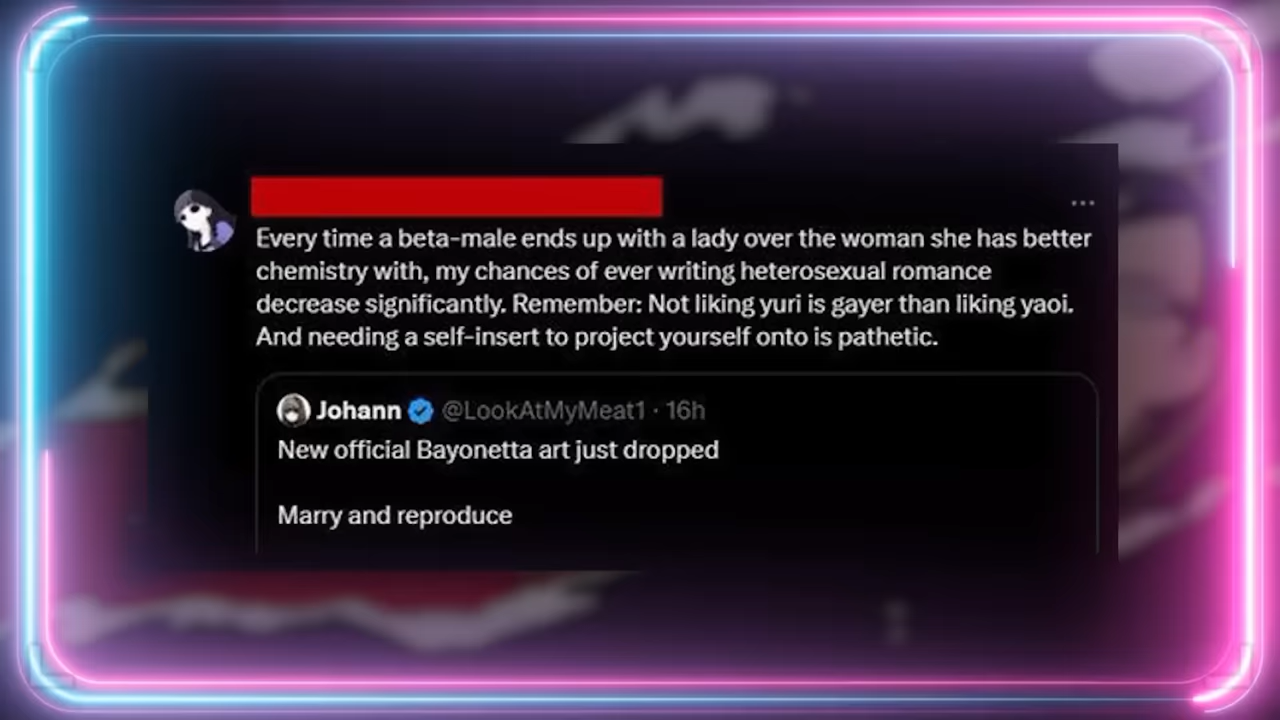 Every time a beta-male ends up with a lady over the woman she has better
chemistry with, my chances of ever writing heterosexual romance
decrease significantly. Remember: Not liking yuri is gayer than liking yaoi.
And needing a self-insert to project yourself onto is pathetic.
Johann @LookAtMyMeat1 · 16h
New official Bayonetta art just dropped
Marry and reproduce